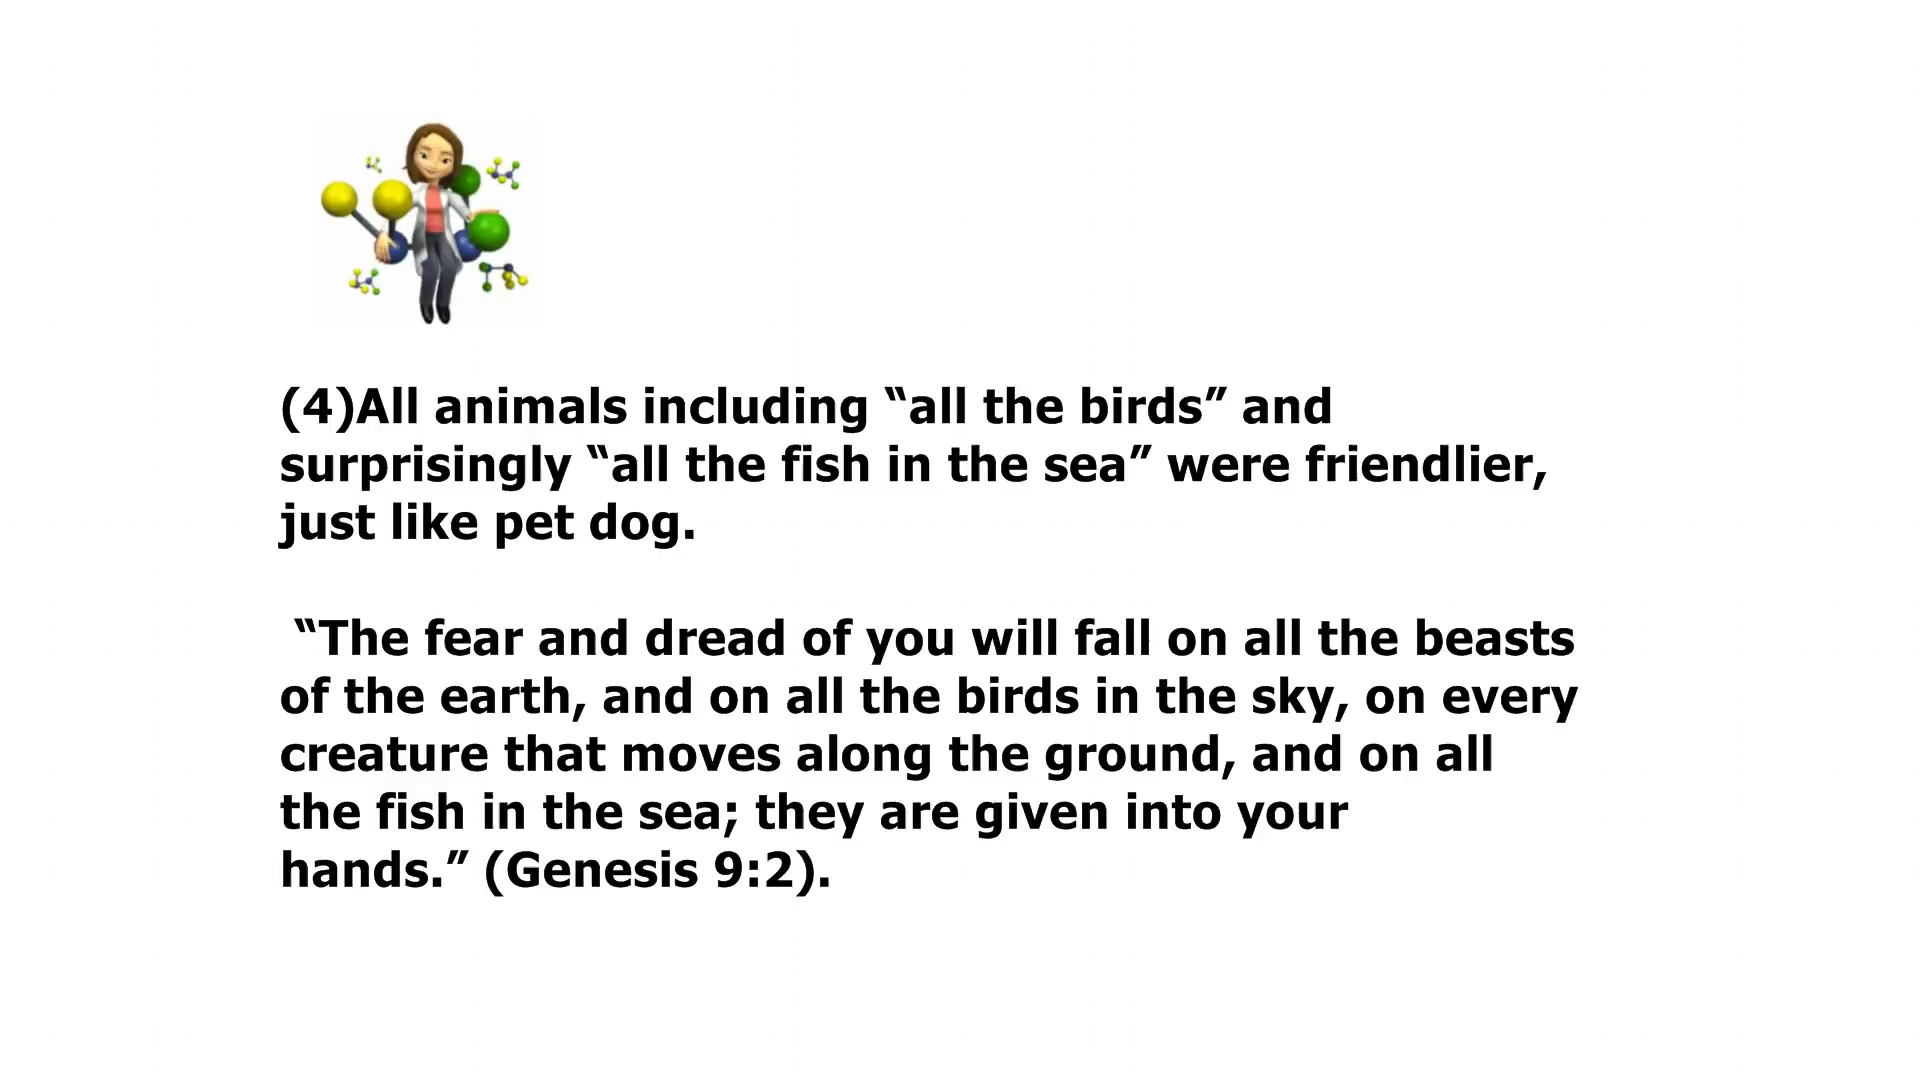 (4)All animals including “all the birds” and
surprisingly “all the fish in the sea” were friendlier,
just like pet dog.
“The fear and dread of you will fall on all the beasts
of the earth, and on all the birds in the sky, on every
creature that moves along the ground, and on all
the fish in the sea; they are given into your
hands.” (Genesis 9:2).